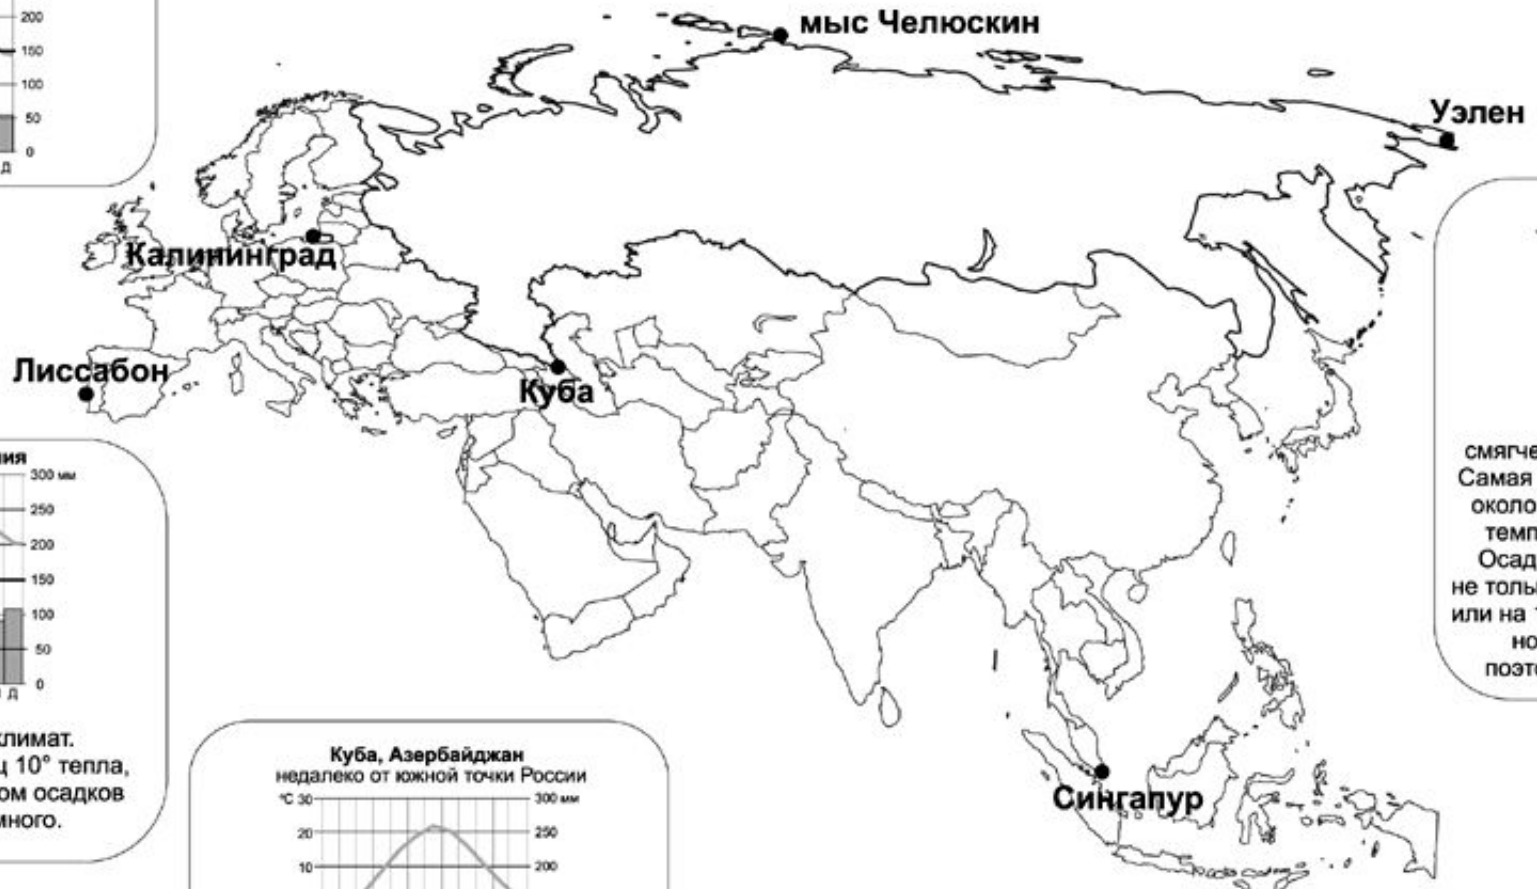 200
150
100
50
0
Д
мыс Челюскин
Уэлен
Калининград
Лиссабон
Куба
Сингапур
300 мм
250
200
150
100
50
0
Д
климат.
10° тепла,
осадков
много.
Куба, Азербайджан
недалеко от южной точки России
°C 30
300 мм
20
250
10
200
смягче
Самая
около
темп
Осад
не толь
или на
но
поэт